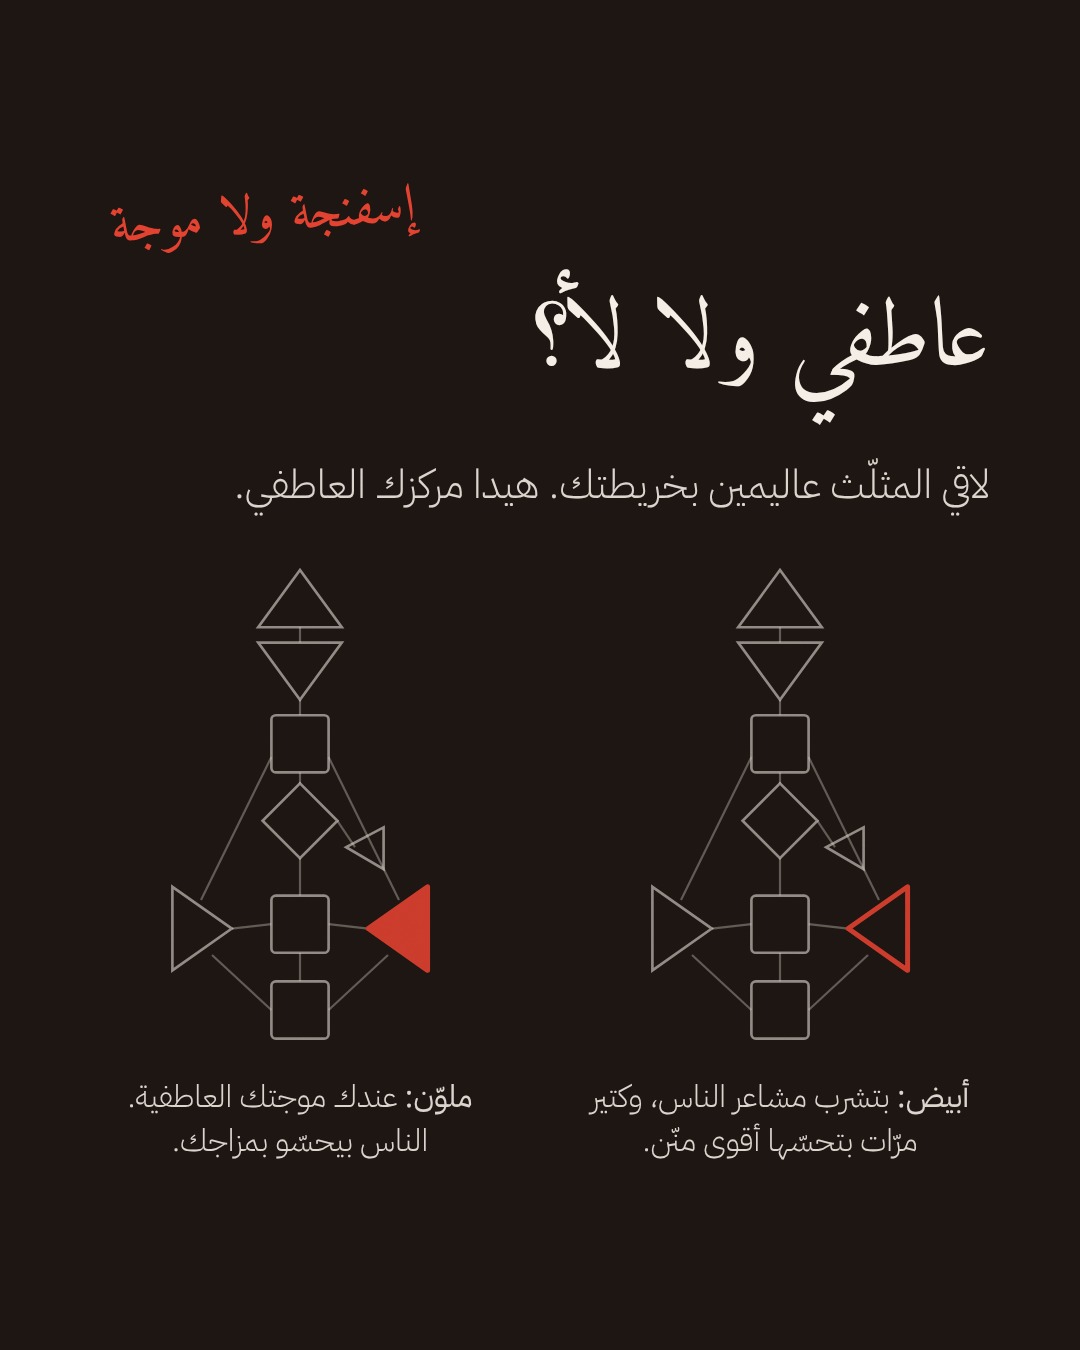 إسفنجة ولا موجة
عاطفي ولا لأ؟
لاقي المثلّث عاليمين بخريطتك. هيدا مركزك العاطفي.
أبيض: بتشرب مشاعر الناس، وكتير
مرّات بتحسّها أقوى منّن.
ملوّن: عندك موجتك العاطفية.
الناس بيحسّو بمزاجك.